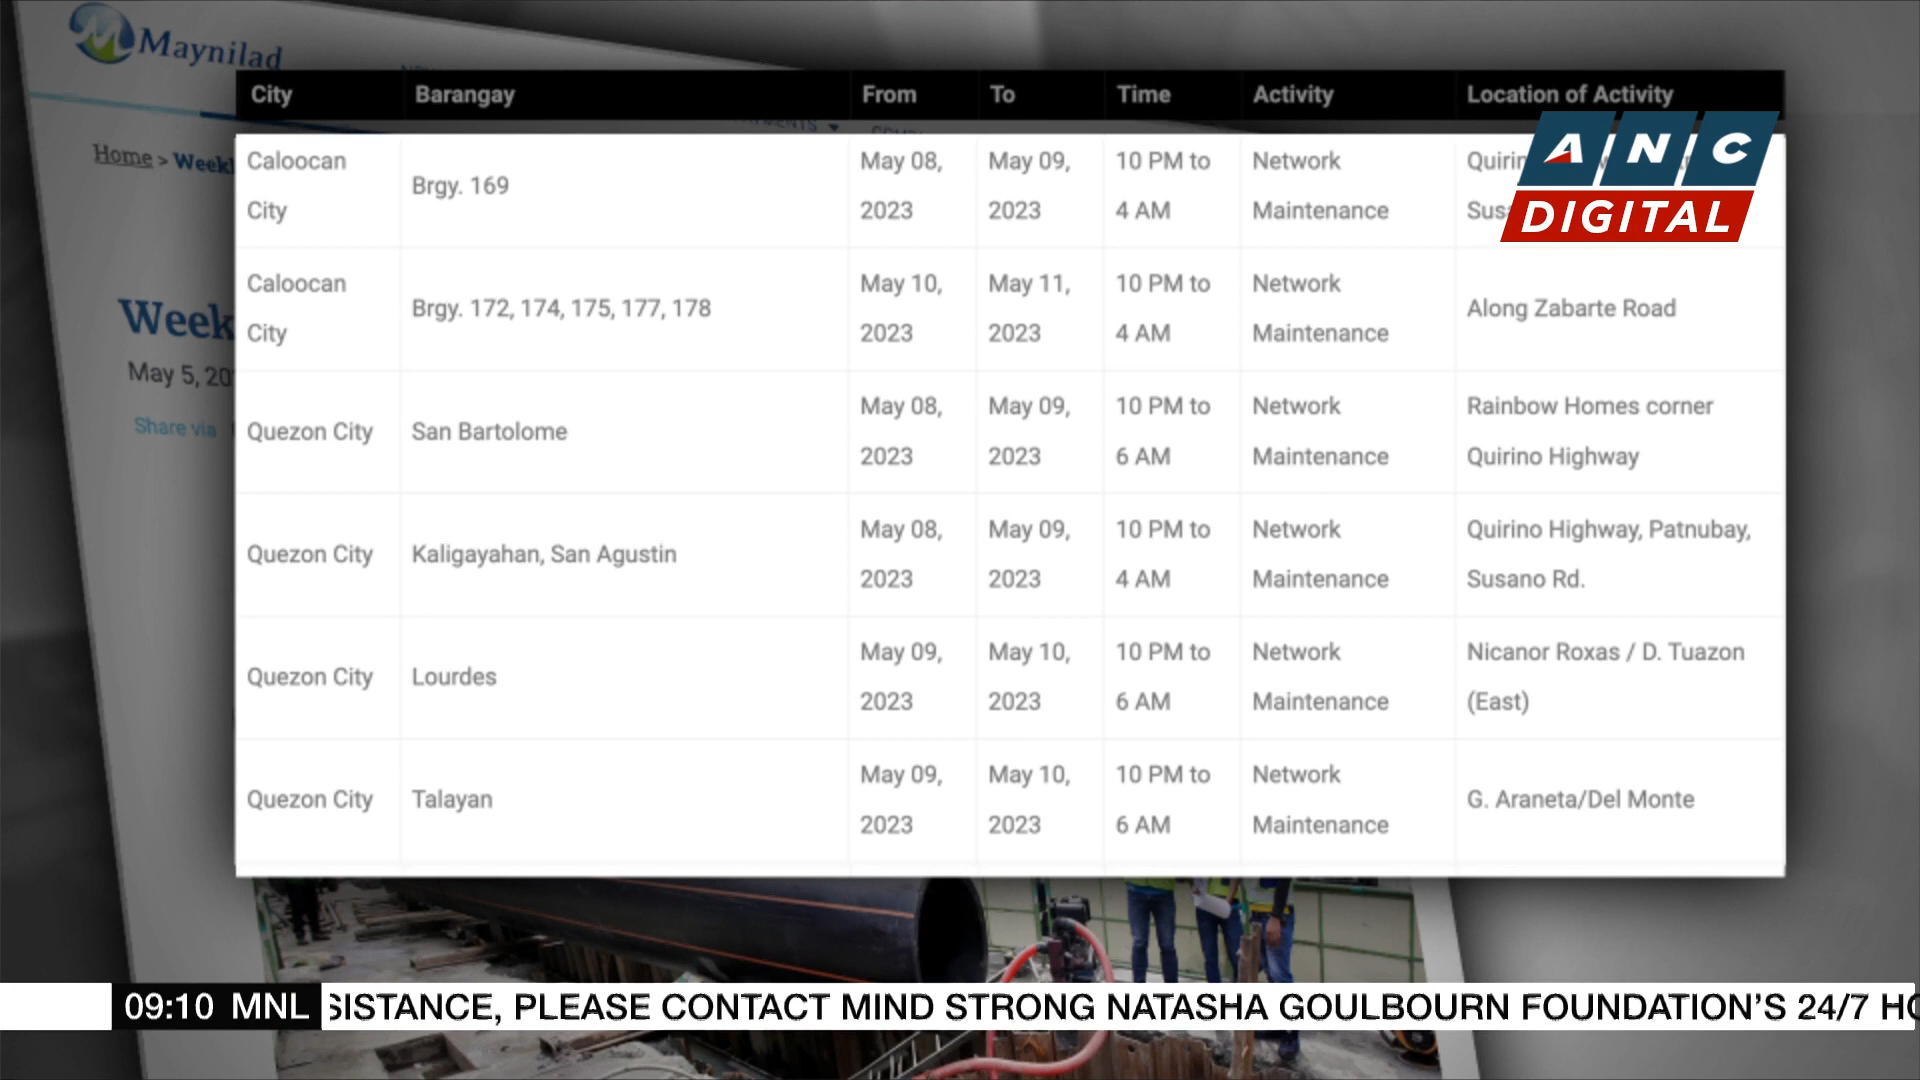 Maynilad
City Barangay From To Time Activity Location of Activity
Home > Weekl
Caloocan City Brgy. 169 May 08, 2023 May 09, 2023 10 PM to 4 AM Network Maintenance
ANC
DIGITAL
Caloocan City Brgy. 172, 174, 175, 177, 178 May 10, 2023 May 11, 2023 10 PM to 4 AM Network Maintenance Along Zabarte Road
Week
May 5, 20
Share via
Quezon City San Bartolome May 08, 2023 May 09, 2023 10 PM to 6 AM Network Maintenance Rainbow Homes corner Quirino Highway
Quezon City Kaligayahan, San Agustin May 08, 2023 May 09, 2023 10 PM to 4 AM Network Maintenance Quirino Highway, Patnubay, Susano Rd.
Quezon City Lourdes May 09, 2023 May 10, 2023 10 PM to 6 AM Network Maintenance Nicanor Roxas / D. Tuazon (East)
Quezon City Talayan May 09, 2023 May 10, 2023 10 PM to 6 AM Network Maintenance G. Araneta/Del Monte
09:10 MNL SISTANCE, PLEASE CONTACT MIND STRONG NATASHA GOULBOURN FOUNDATION'S 24/7 HO